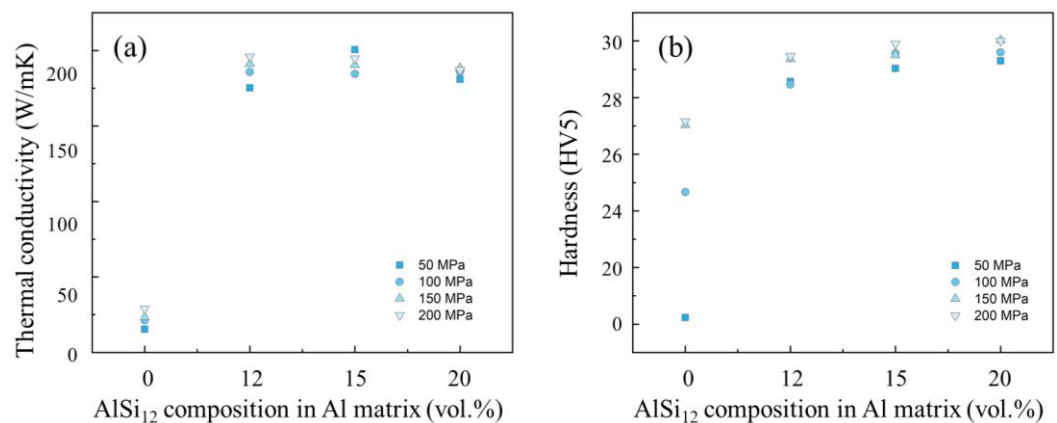 (a)
Thermal conductivity (W/mK)
200
150
100
50
0
50 MPa
100 MPa
150 MPa
200 MPa
0 12 15 20
AlSi₁₂ composition in Al matrix (vol.%)
(b)
Hardness (HV5)
30
28
26
24
20
0
50 MPa
100 MPa
150 MPa
200 MPa
0 12 15 20
AlSi₁₂ composition in Al matrix (vol.%)